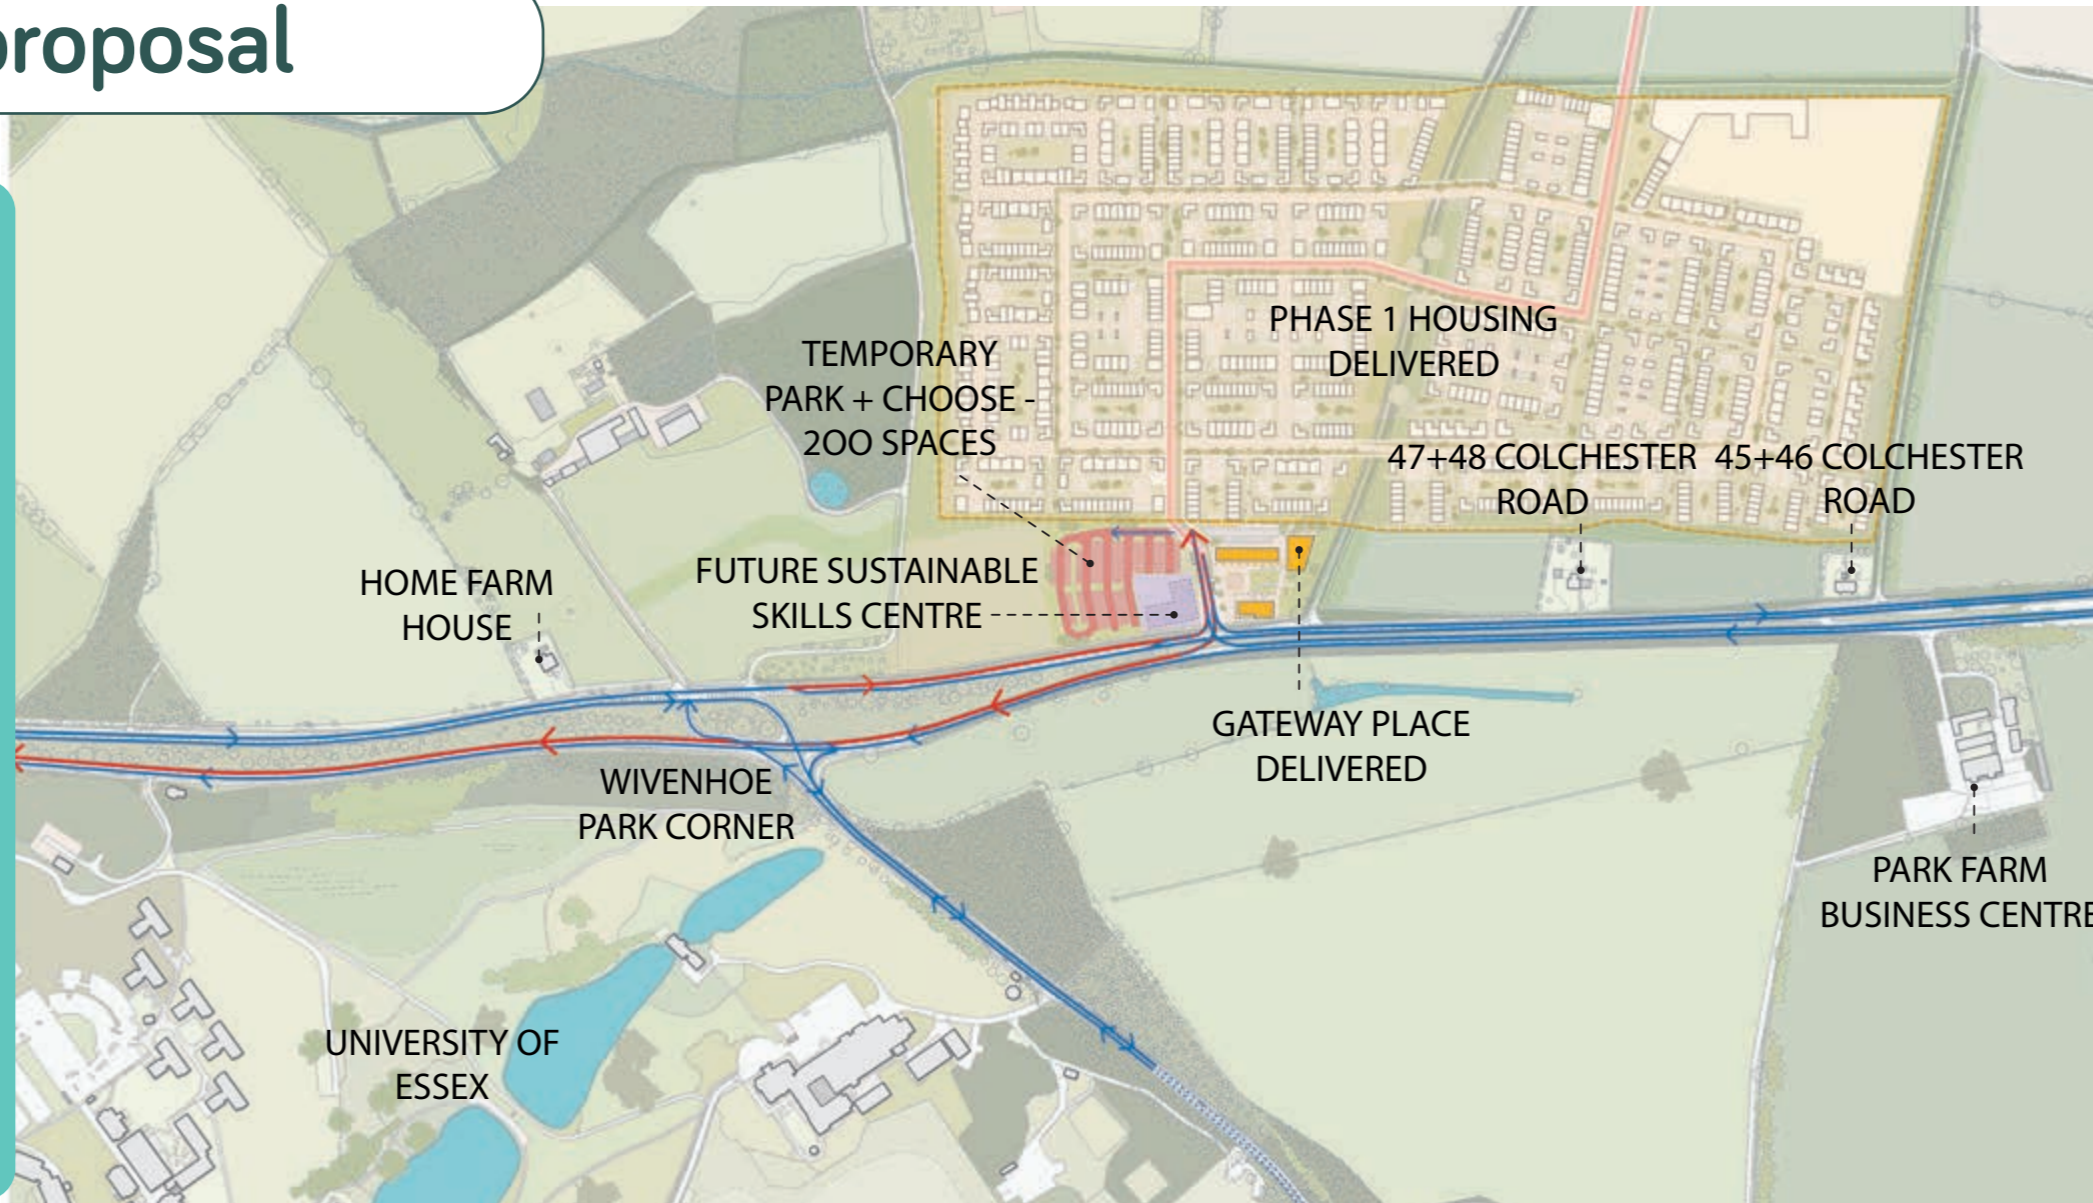 proposal
PHASE 1 HOUSING
DELIVERED
TEMPORARY
PARK + CHOOSE -
200 SPACES
47+48 COLCHESTER
ROAD
45+46 COLCHESTER
ROAD
HOME FARM
HOUSE
FUTURE SUSTAINABLE
SKILLS CENTRE
GATEWAY PLACE
DELIVERED
WIVENHOE
PARK CORNER
PARK FARM
BUSINESS CENTRE
UNIVERSITY OF
ESSEX